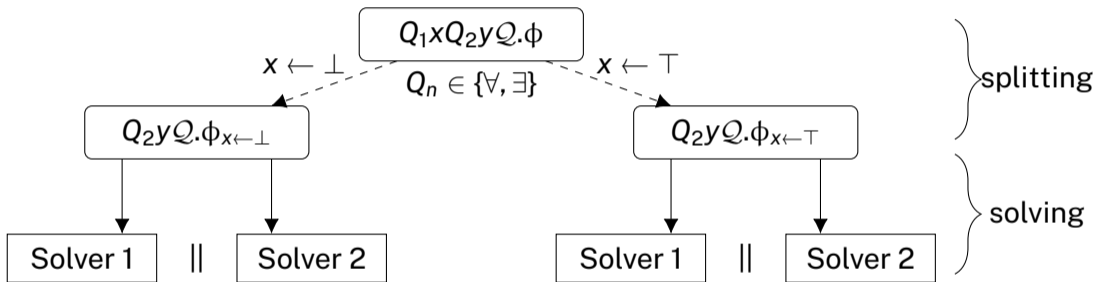 Q₁xQ₂y𝒬.ϕ
x ← ⊥
x ← ⊤
Qₙ ∈ {∀, ∃}
splitting
Q₂y𝒬.ϕx←⊥
Q₂y𝒬.ϕx←⊤
solving
Solver 1 || Solver 2
Solver 1 || Solver 2